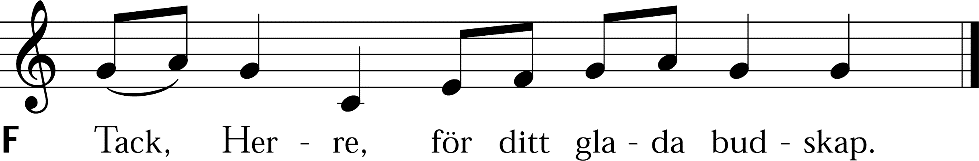 F Tack, Her - re, för ditt gla - da bud - skap.